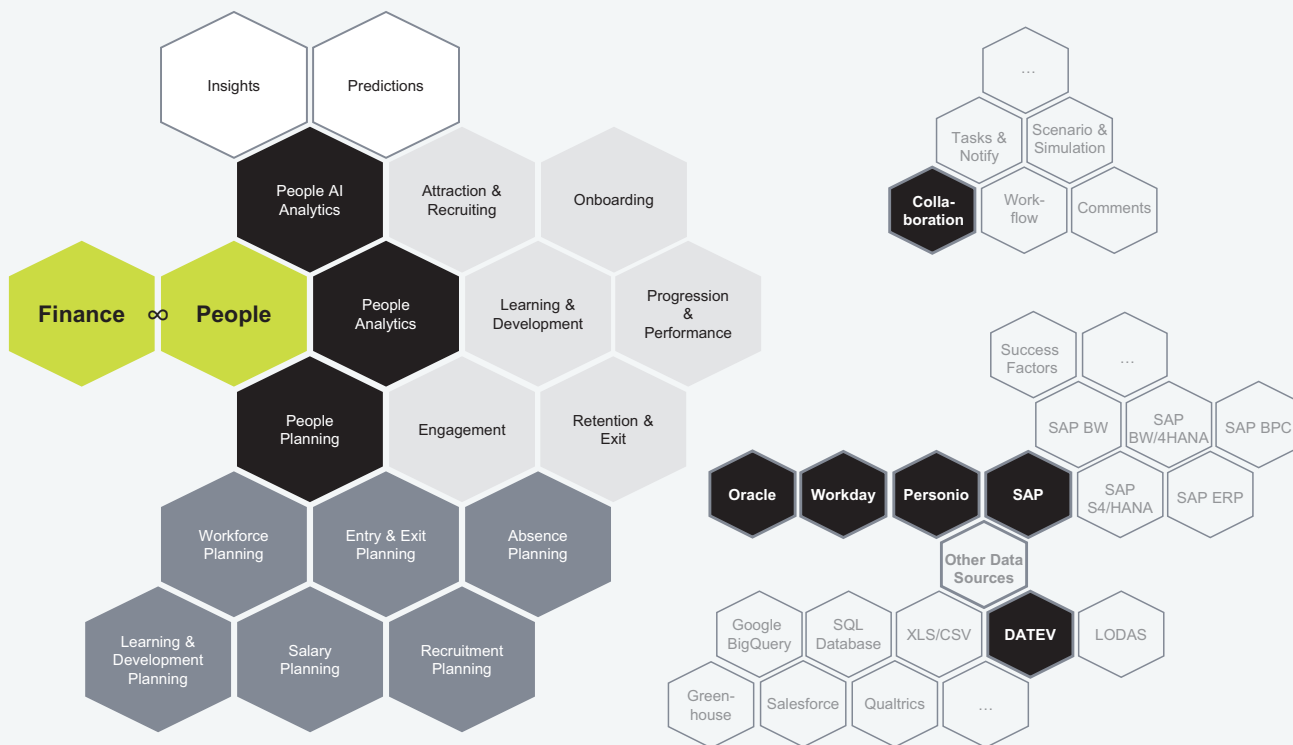 Insights
Predictions
People AI
Analytics
Attraction &
Recruiting
Onboarding
Finance
∞
People
People
Analytics
Learning &
Development
Progression
&
Performance
People
Planning
Engagement
Retention &
Exit
Workforce
Planning
Entry & Exit
Planning
Absence
Planning
Learning &
Development
Planning
Salary
Planning
Recruitment
Planning
...
Tasks &
Notify
Scenario &
Simulation
Colla-
boration
Work-
flow
Comments
Success
Factors
...
SAP BW
SAP
BW/4HANA
SAP BPC
Oracle
Workday
Personio
SAP
SAP
S4/HANA
SAP ERP
Other Data
Sources
Google
BigQuery
SQL
Database
XLS/CSV
DATEV
LODAS
Green-
house
Salesforce
Qualtrics
...